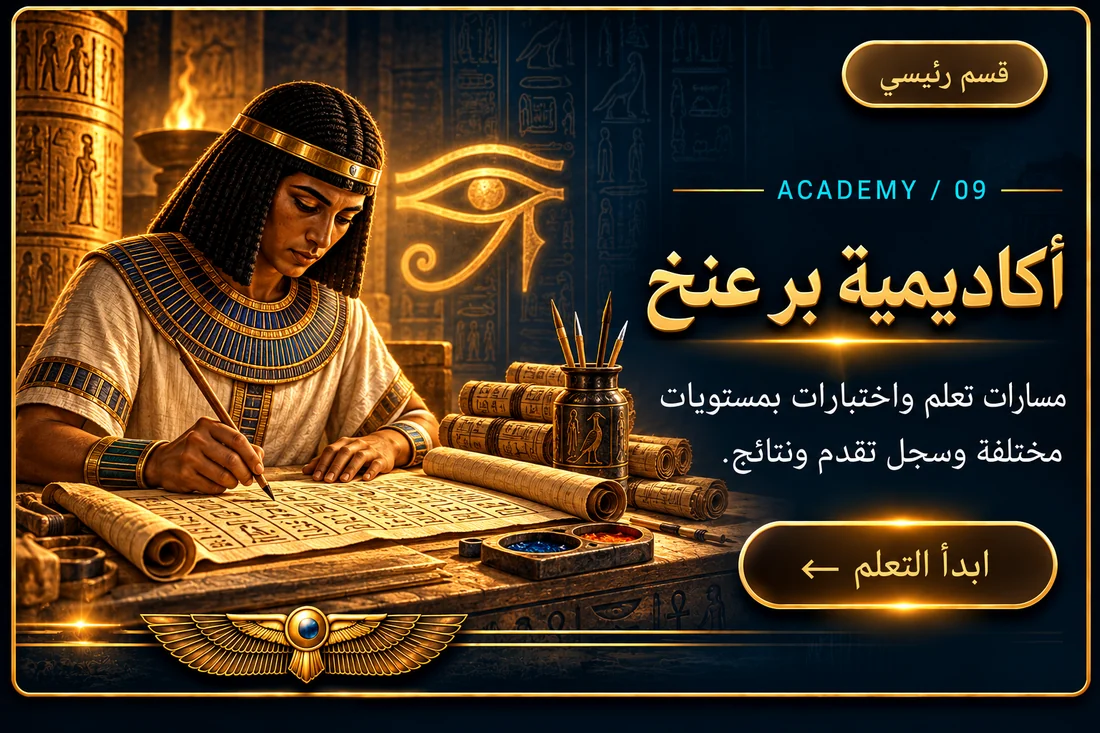 قسم رئيسي
ACADEMY / 09
أكاديمية بر عنخ
مسارات تعلم واختبارات بمستويات
مختلفة وسجل تقدم ونتائج.
ابدأ التعلم ←